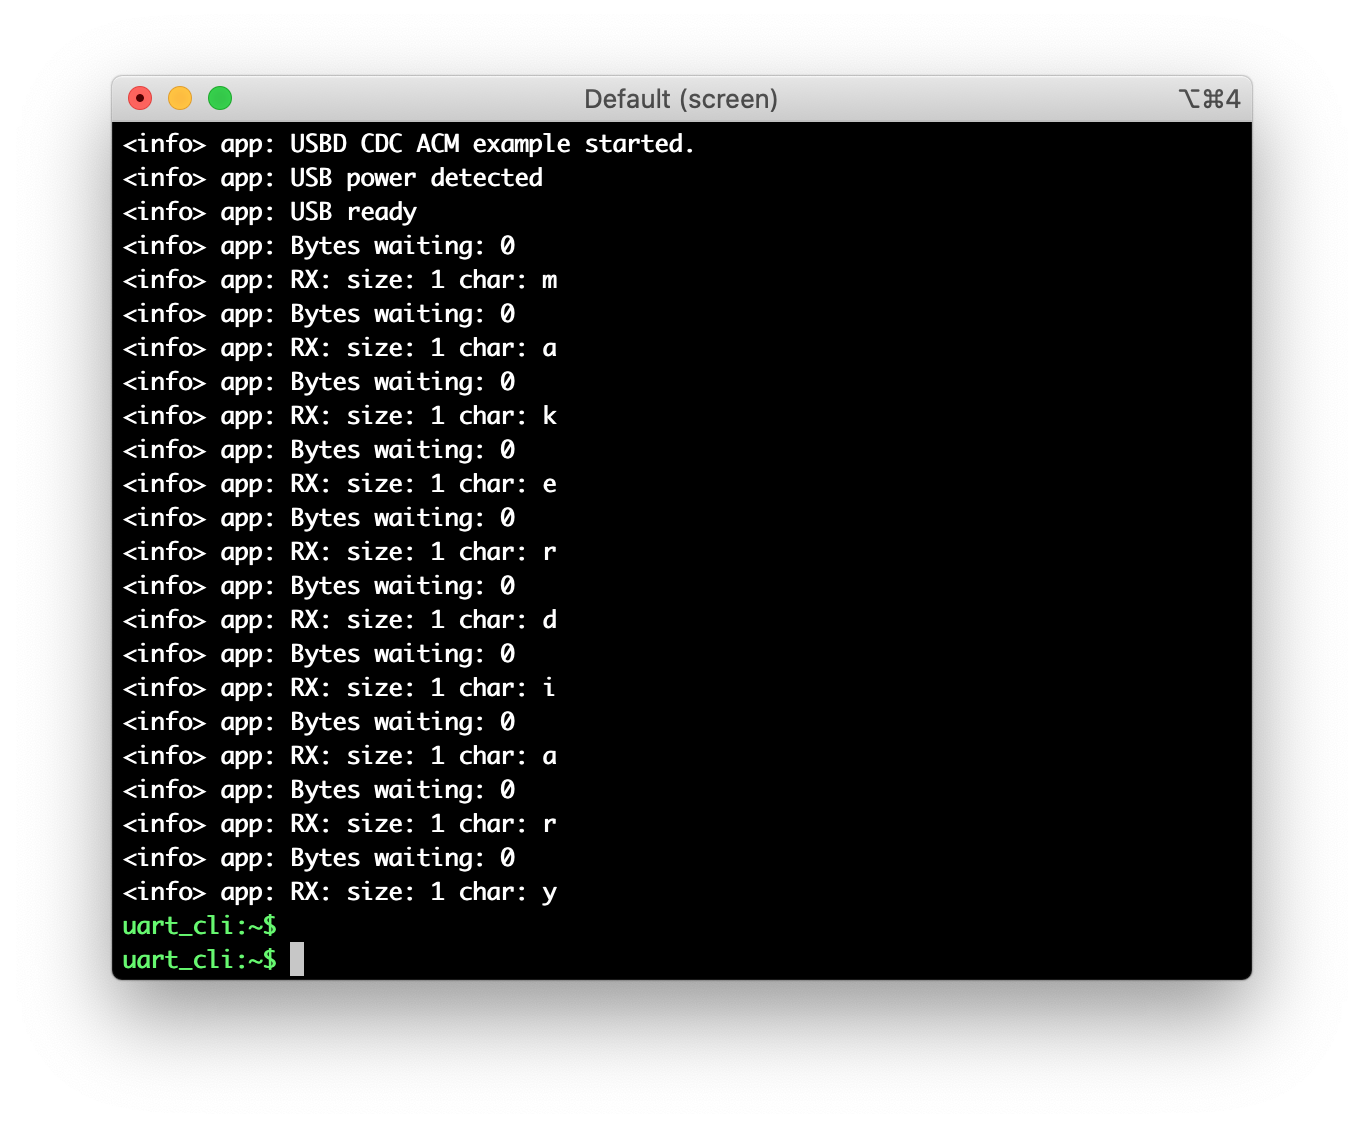 Default (screen)
⌥⌘4
<info> app: USBD CDC ACM example started.
<info> app: USB power detected
<info> app: USB ready
<info> app: Bytes waiting: 0
<info> app: RX: size: 1 char: m
<info> app: Bytes waiting: 0
<info> app: RX: size: 1 char: a
<info> app: Bytes waiting: 0
<info> app: RX: size: 1 char: k
<info> app: Bytes waiting: 0
<info> app: RX: size: 1 char: e
<info> app: Bytes waiting: 0
<info> app: RX: size: 1 char: r
<info> app: Bytes waiting: 0
<info> app: RX: size: 1 char: d
<info> app: Bytes waiting: 0
<info> app: RX: size: 1 char: i
<info> app: Bytes waiting: 0
<info> app: RX: size: 1 char: a
<info> app: Bytes waiting: 0
<info> app: RX: size: 1 char: r
<info> app: Bytes waiting: 0
<info> app: RX: size: 1 char: y
uart_cli:~$
uart_cli:~$